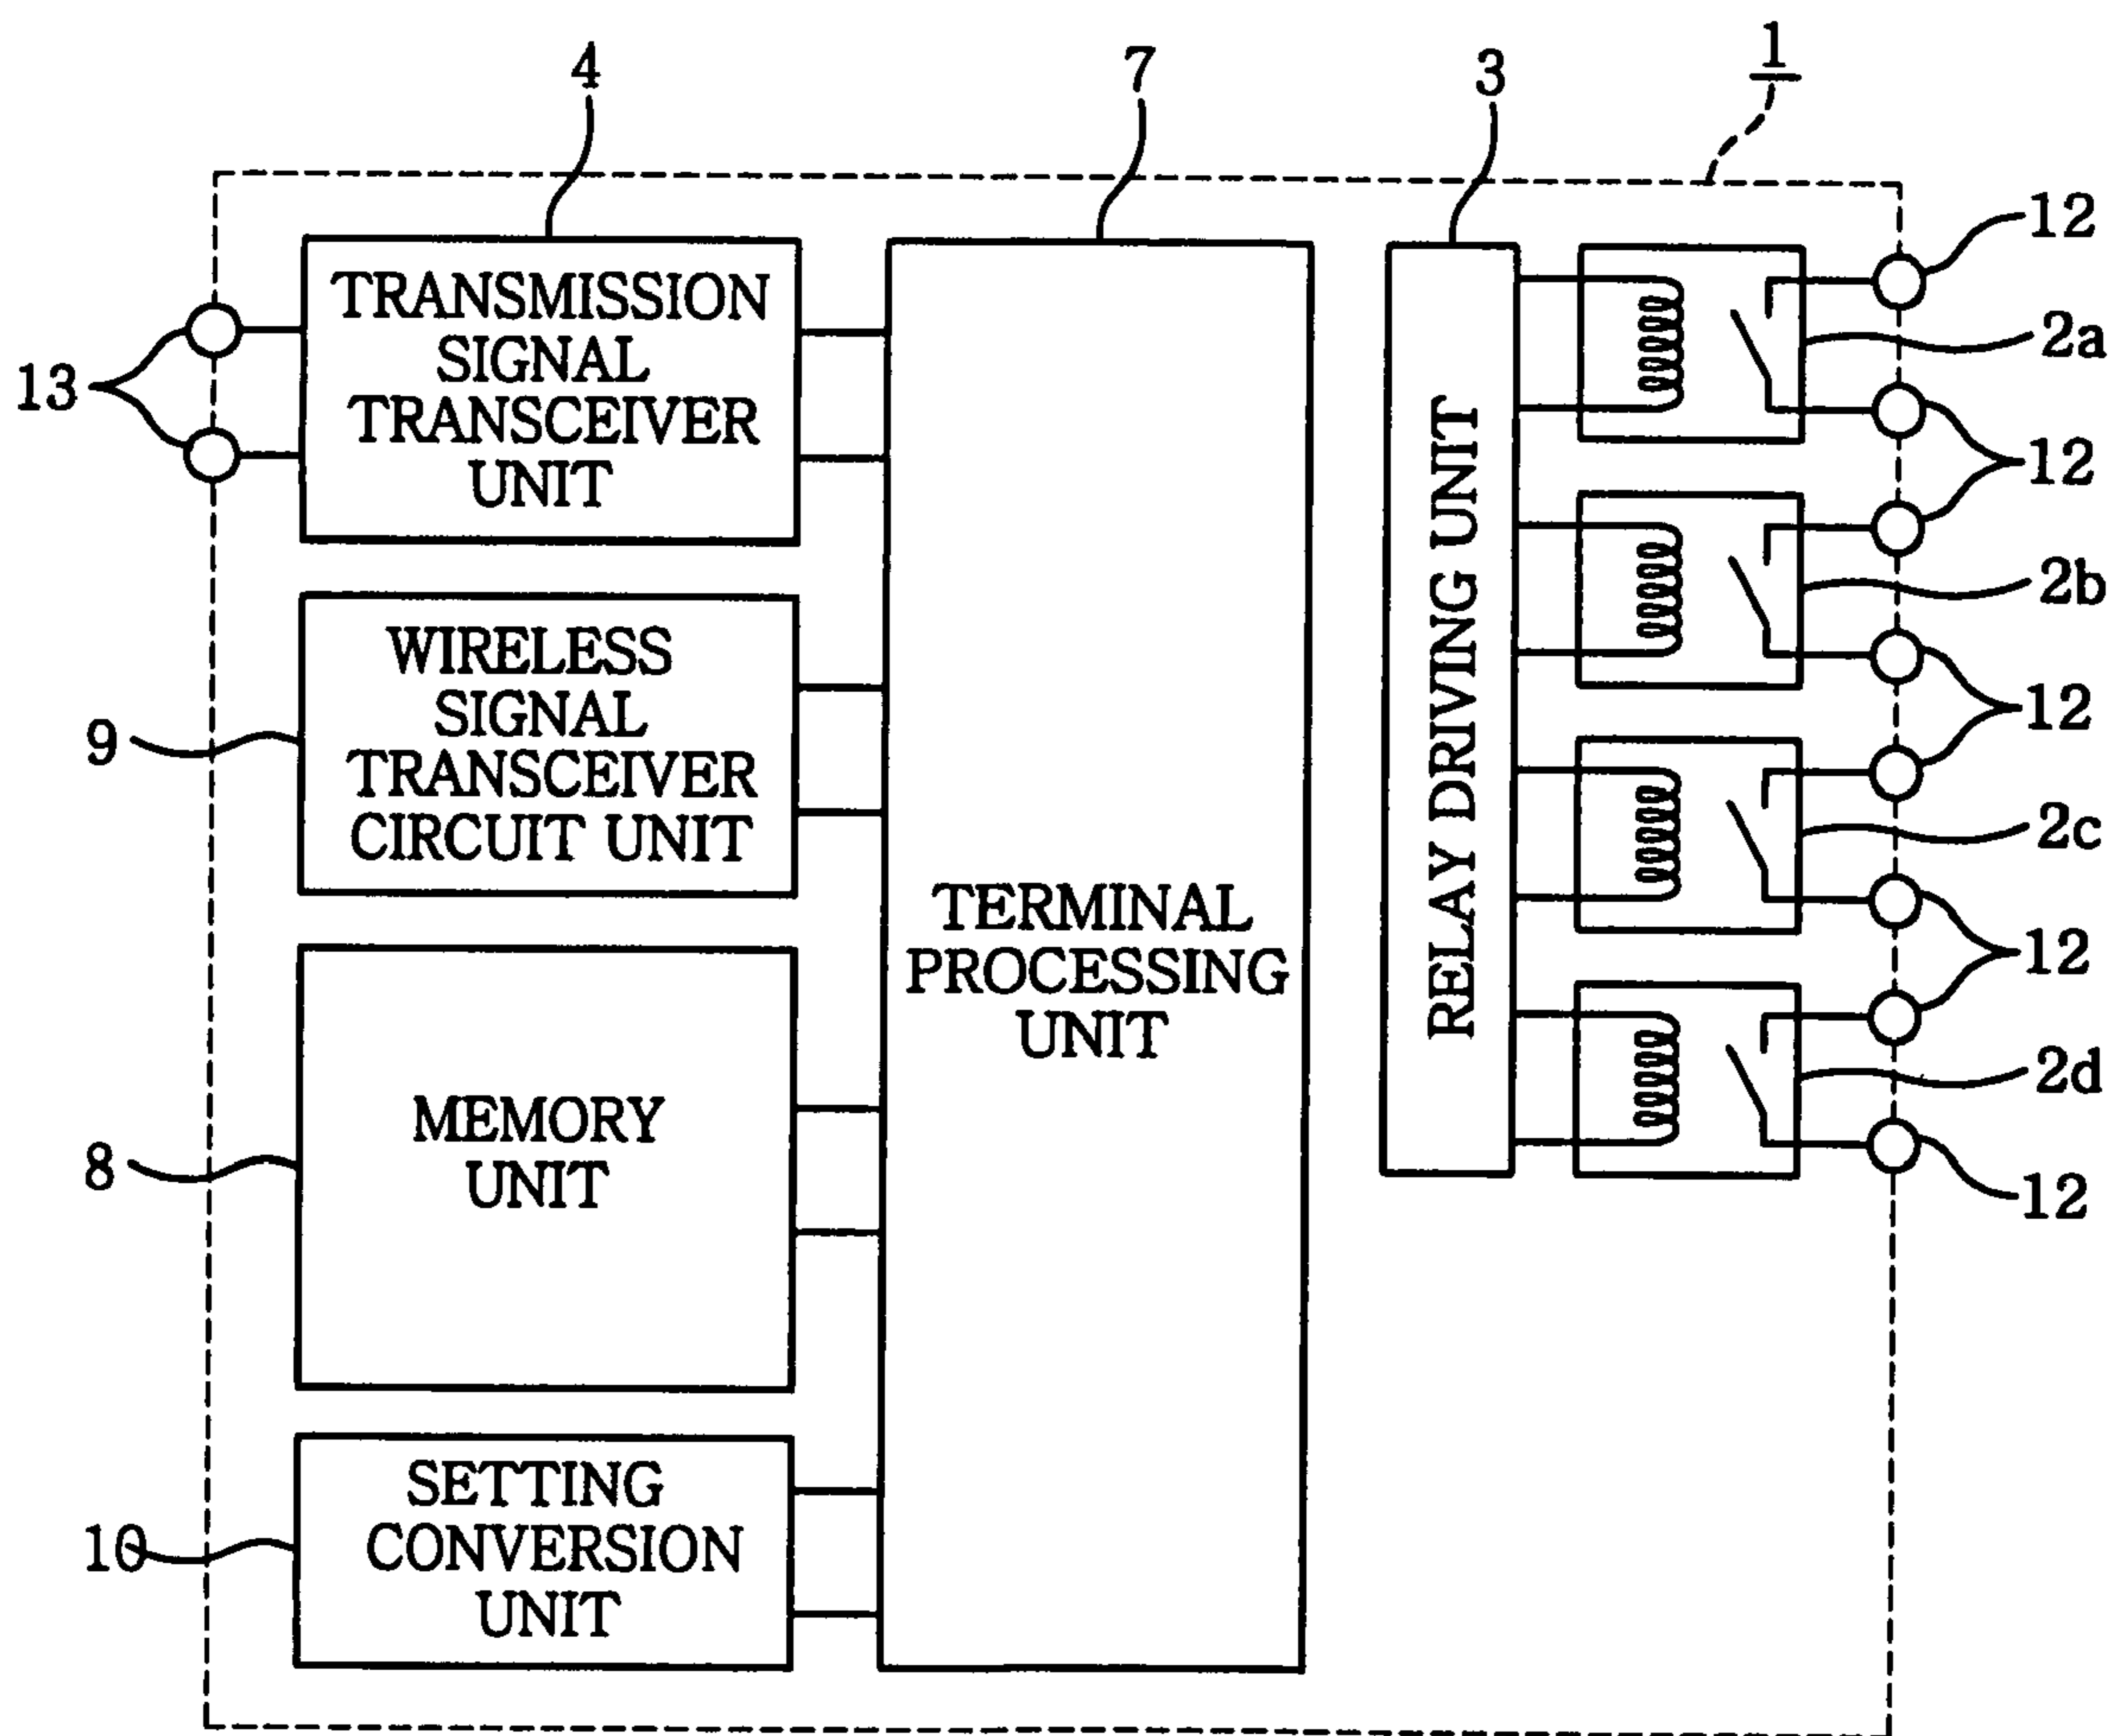 4
7
3
1
TRANSMISSION
SIGNAL
TRANSCEIVER
UNIT
13
WIRELESS
SIGNAL
TRANSCEIVER
CIRCUIT UNIT
9
MEMORY
UNIT
8
SETTING
CONVERSION
UNIT
10
TERMINAL
PROCESSING
UNIT
RELAY DRIVING UNIT
12
2a
12
2b
12
2c
12
2d
12